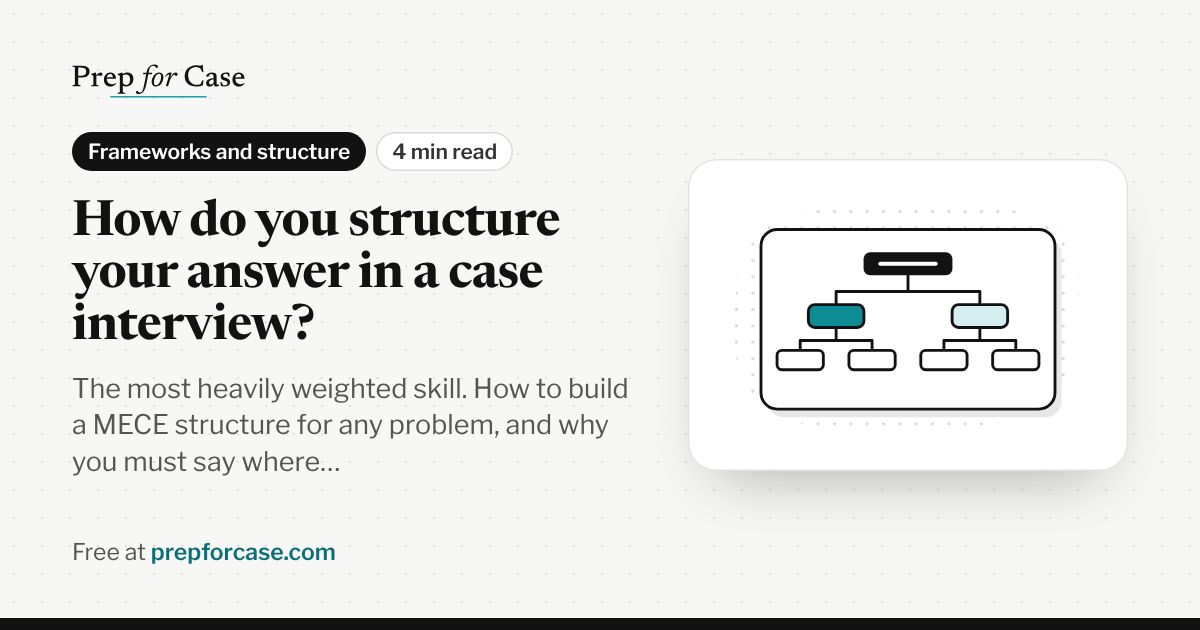 Prep for Case
Frameworks and structure
4 min read
How do you structure
your answer in a case
interview?
The most heavily weighted skill. How to build
a MECE structure for any problem, and why
you must say where…
Free at prepforcase.com